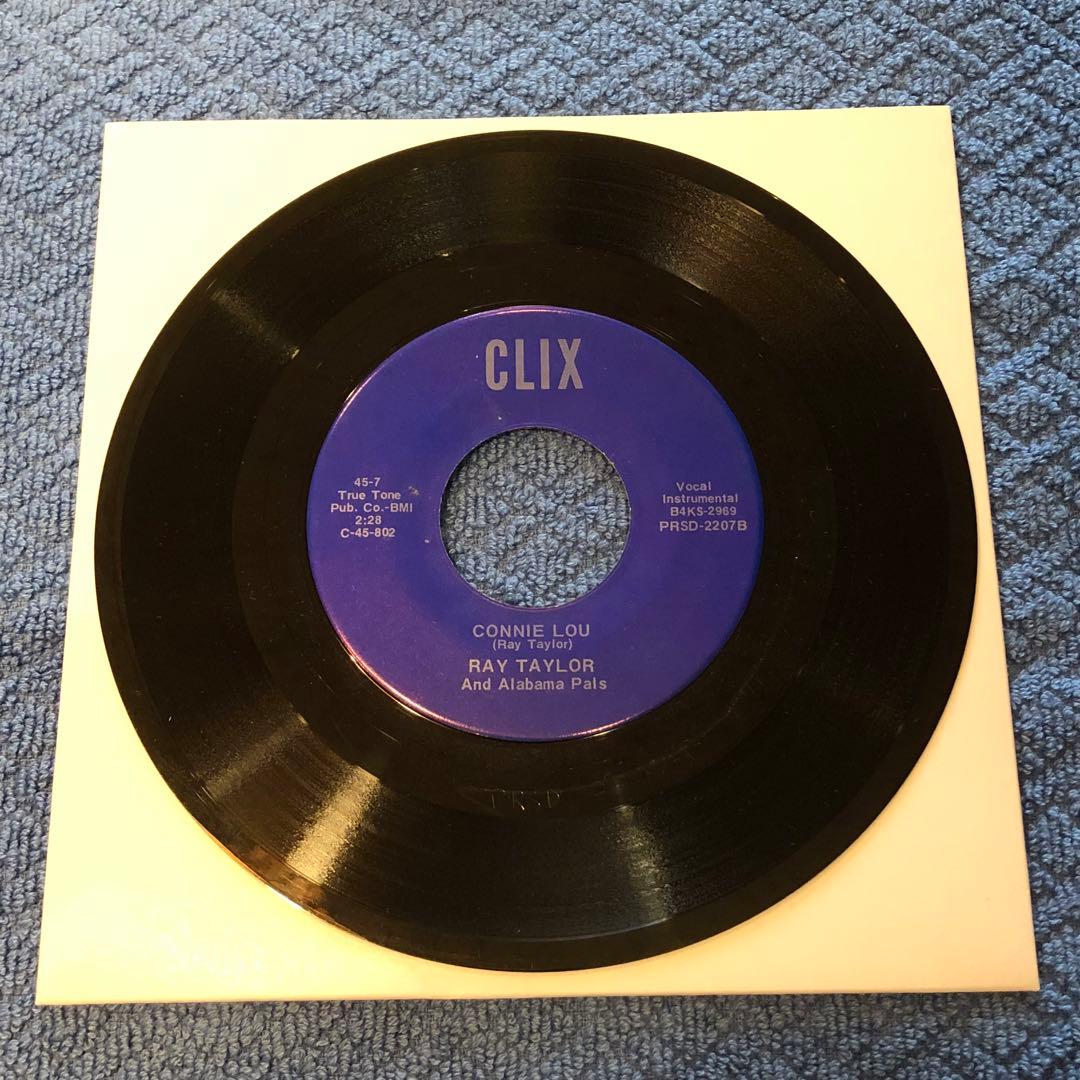 CLIX
45-7
True Tone
Pub. Co.-BMI
2:28
C-45-802
Vocal
Instrumental
B4KS-2969
PRSD-2207B
CONNIE LOU
(Ray Taylor)
RAY TAYLOR
And Alabama Pals
PRSD